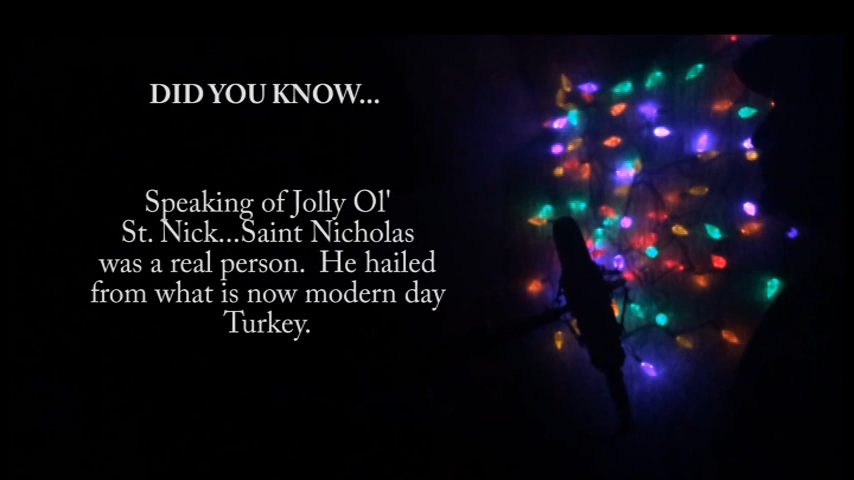 DID YOU KNOW...
Speaking of Jolly Ol'
St. Nick...Saint Nicholas
was a real person.  He hailed
from what is now modern day
Turkey.